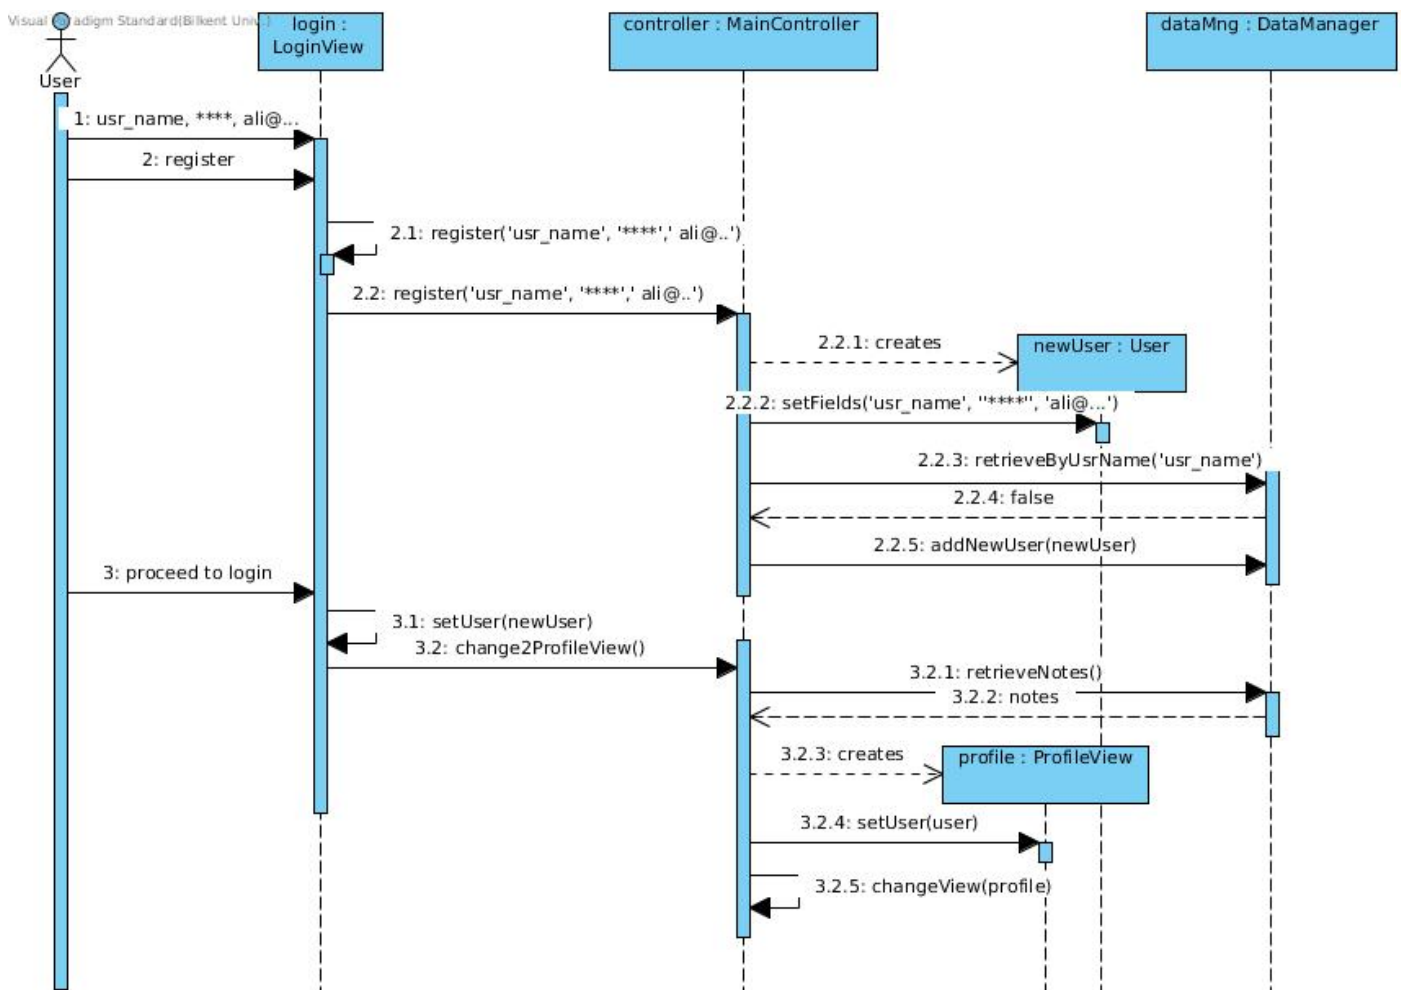 Visual Paradigm Standard(Bilkent Univ.)
login :
LoginView
controller : MainController
dataMng : DataManager
User
1: usr_name, ****, ali@...
2: register
2.1: register('usr_name', '****',' ali@..')
2.2: register('usr_name', '****',' ali@..')
2.2.1: creates
newUser : User
2.2.2: setFields('usr_name', ''****'', 'ali@...')
2.2.3: retrieveByUsrName('usr_name')
2.2.4: false
2.2.5: addNewUser(newUser)
3: proceed to login
3.1: setUser(newUser)
3.2: change2ProfileView()
3.2.1: retrieveNotes()
3.2.2: notes
3.2.3: creates
profile : ProfileView
3.2.4: setUser(user)
3.2.5: changeView(profile)